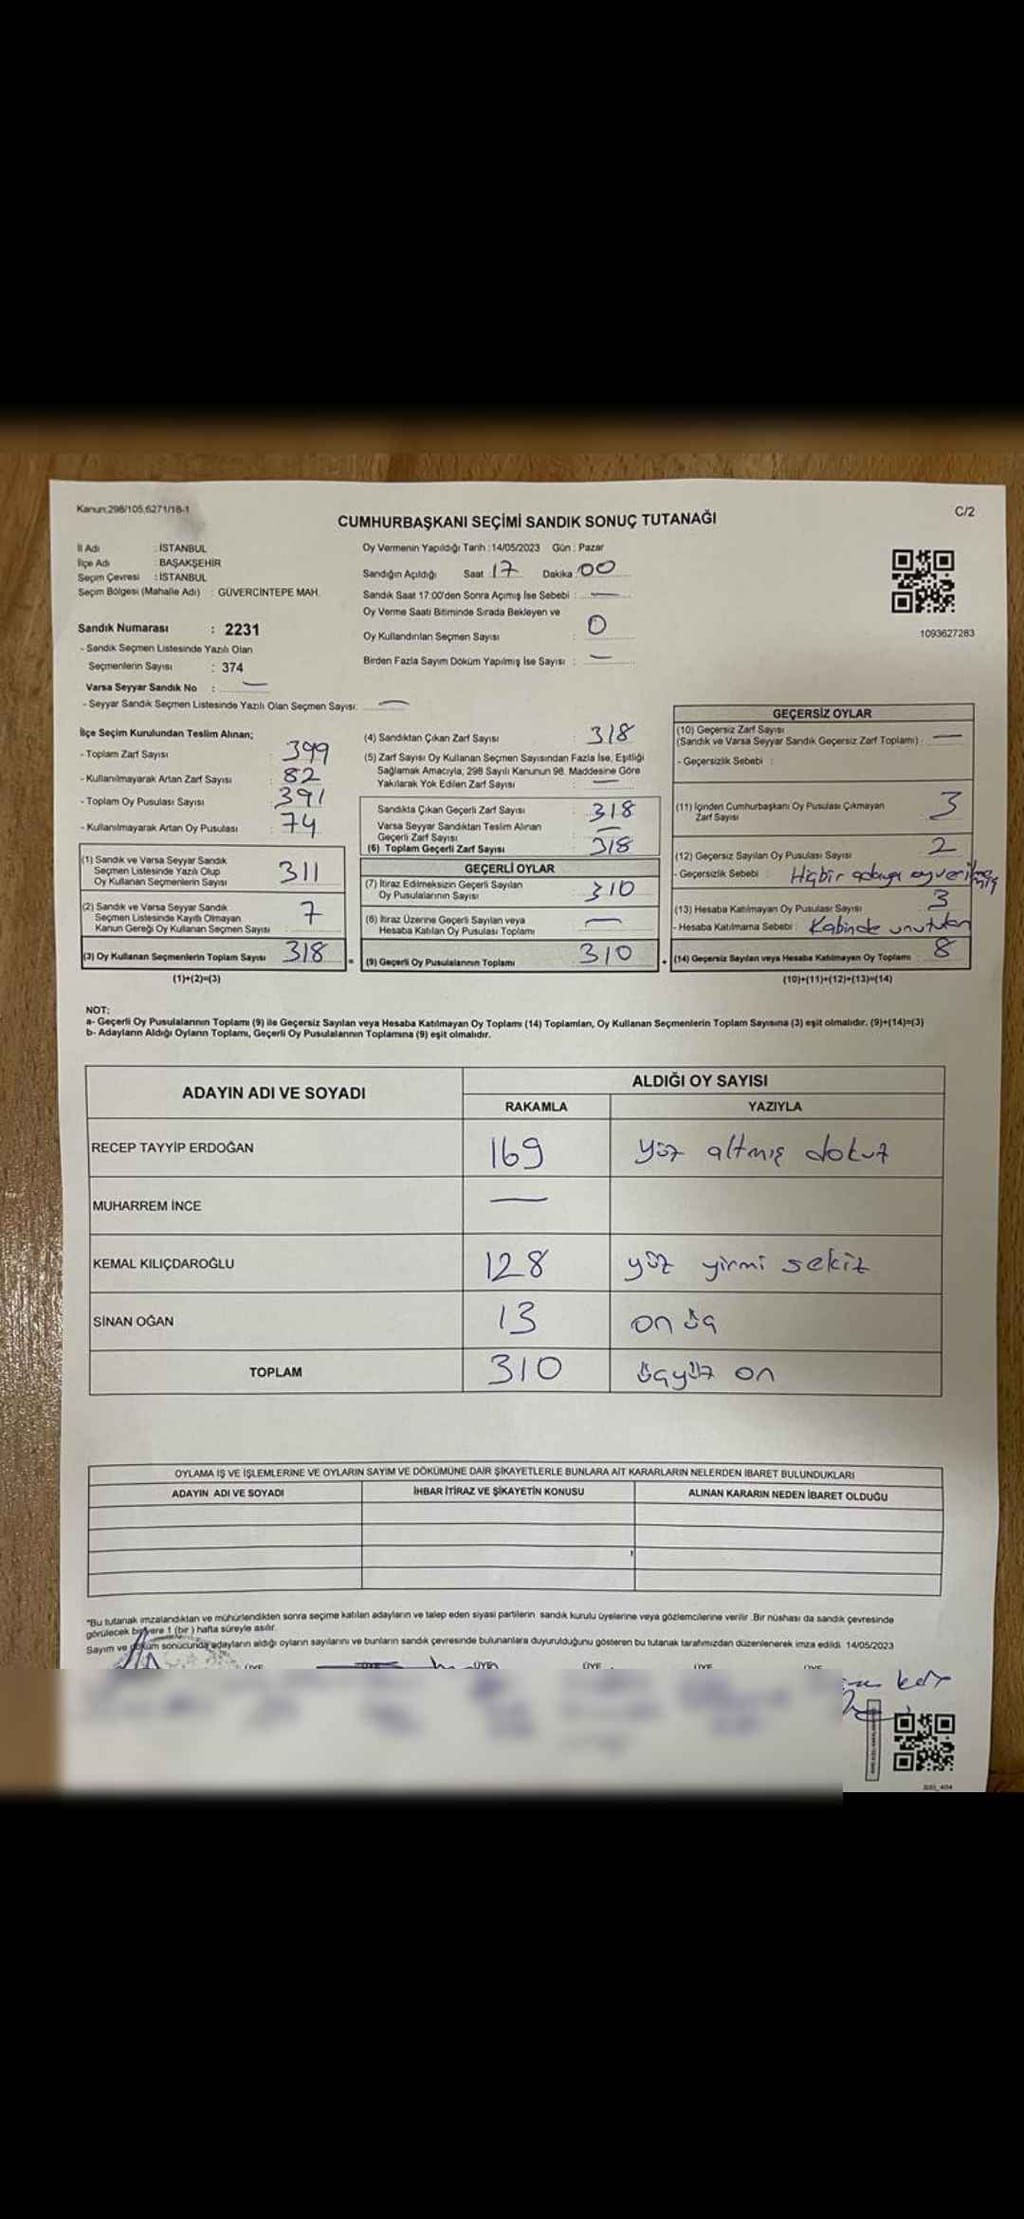 Kanun:298/105,6271/18-1
C/2
CUMHURBAŞKANI SEÇİMİ SANDIK SONUÇ TUTANAĞI
İl Adı : İSTANBUL
İlçe Adı : BAŞAKŞEHİR
Seçim Çevresi : İSTANBUL
Seçim Bölgesi (Mahalle Adı) : GÜVERCİNTEPE MAH.
Sandık Numarası : 2231
- Sandık Seçmen Listesinde Yazılı Olan
Seçmenlerin Sayısı : 374
Varsa Seyyar Sandık No : —
- Seyyar Sandık Seçmen Listesinde Yazılı Olan Seçmen Sayısı: —
Oy Vermenin Yapıldığı Tarih : 14/05/2023 Gün : Pazar
Sandığın Açıldığı Saat 17 Dakika : 00
Sandık Saat 17:00'den Sonra Açılmış İse Sebebi : —
Oy Verme Saati Bitiminde Sırada Bekleyen ve
Oy Kullandırılan Seçmen Sayısı : 0
Birden Fazla Sayım Döküm Yapılmış İse Sayısı : —
1093627283
İlçe Seçim Kurulundan Teslim Alınan;
- Toplam Zarf Sayısı : 399
- Kullanılmayarak Artan Zarf Sayısı : 82
- Toplam Oy Pusulası Sayısı : 391
- Kullanılmayarak Artan Oy Pusulası : 74
(1) Sandık ve Varsa Seyyar Sandık
Seçmen Listesinde Yazılı Olup
Oy Kullanan Seçmenlerin Sayısı : 311
(2) Sandık ve Varsa Seyyar Sandık
Seçmen Listesinde Kayıtlı Olmayan
Kanun Gereği Oy Kullanan Seçmen Sayısı : 7
(3) Oy Kullanan Seçmenlerin Toplam Sayısı 318
(1)+(2)=(3)
(4) Sandıktan Çıkan Zarf Sayısı : 318
(5) Zarf Sayısı Oy Kullanan Seçmen Sayısından Fazla İse, Eşitliği
Sağlamak Amacıyla, 298 Sayılı Kanunun 98. Maddesine Göre
Yakılarak Yok Edilen Zarf Sayısı : —
Sandıkta Çıkan Geçerli Zarf Sayısı : 318
Varsa Seyyar Sandıktan Teslim Alınan
Geçerli Zarf Sayısı : —
(6) Toplam Geçerli Zarf Sayısı : 318
GEÇERLİ OYLAR
(7) İtiraz Edilmeksizin Geçerli Sayılan
Oy Pusulalarının Sayısı : 310
(8) İtiraz Üzerine Geçerli Sayılan veya
Hesaba Katılan Oy Pusulası Toplamı : —
(9) Geçerli Oy Pusulalarının Toplamı : 310
GEÇERSİZ OYLAR
(10) Geçersiz Zarf Sayısı
(Sandık ve Varsa Seyyar Sandık Geçersiz Zarf Toplamı) : —
- Geçersizlik Sebebi :
(11) İçinden Cumhurbaşkanı Oy Pusulası Çıkmayan
Zarf Sayısı : 3
(12) Geçersiz Sayılan Oy Pusulası Sayısı : 2
- Geçersizlik Sebebi : Hiçbir adaya oy verilmemiş
(13) Hesaba Katılmayan Oy Pusulası Sayısı : 3
- Hesaba Katılmama Sebebi : Kabinde unutulan
(14) Geçersiz Sayılan veya Hesaba Katılmayan Oy Toplamı : 8
(10)+(11)+(12)+(13)=(14)
NOT:
a- Geçerli Oy Pusulalarının Toplamı (9) ile Geçersiz Sayılan veya Hesaba Katılmayan Oy Toplamı (14) Toplamları, Oy Kullanan Seçmenlerin Toplam Sayısına (3) eşit olmalıdır. (9)+(14)=(3)
b- Adayların Aldığı Oyların Toplamı, Geçerli Oy Pusulalarının Toplamına (9) eşit olmalıdır.
ADAYIN ADI VE SOYADI
ALDIĞI OY SAYISI
RAKAMLA YAZIYLA
RECEP TAYYİP ERDOĞAN 169 yüz altmış dokuz
MUHARREM İNCE —
KEMAL KILIÇDAROĞLU 128 yüz yirmi sekiz
SİNAN OĞAN 13 on üç
TOPLAM 310 üçyüz on
OYLAMA İŞ VE İŞLEMLERİNE VE OYLARIN SAYIM VE DÖKÜMÜNE DAİR ŞİKAYETLERLE BUNLARA AİT KARARLARIN NELERDEN İBARET BULUNDUKLARI
ADAYIN ADI VE SOYADI İHBAR İTİRAZ VE ŞİKAYETİN KONUSU ALINAN KARARIN NEDEN İBARET OLDUĞU
*Bu tutanak imzalandıktan ve mühürlendikten sonra seçime katılan adayların ve talep eden siyasi partilerin sandık kurulu üyelerine veya gözlemcilerine verilir. Bir nüshası da sandık çevresinde
görülecek bir yere 1 (bir) hafta süreyle asılır.
Sayım ve döküm sonucunda adayların aldığı oyların sayılarını ve bunların sandık çevresinde bulunanlara duyurulduğunu gösteren bu tutanak tarafımızdan düzenlenerek imza edildi. 14/05/2023
ÜYE ÜYE ÜYE ÜYE ÜYE